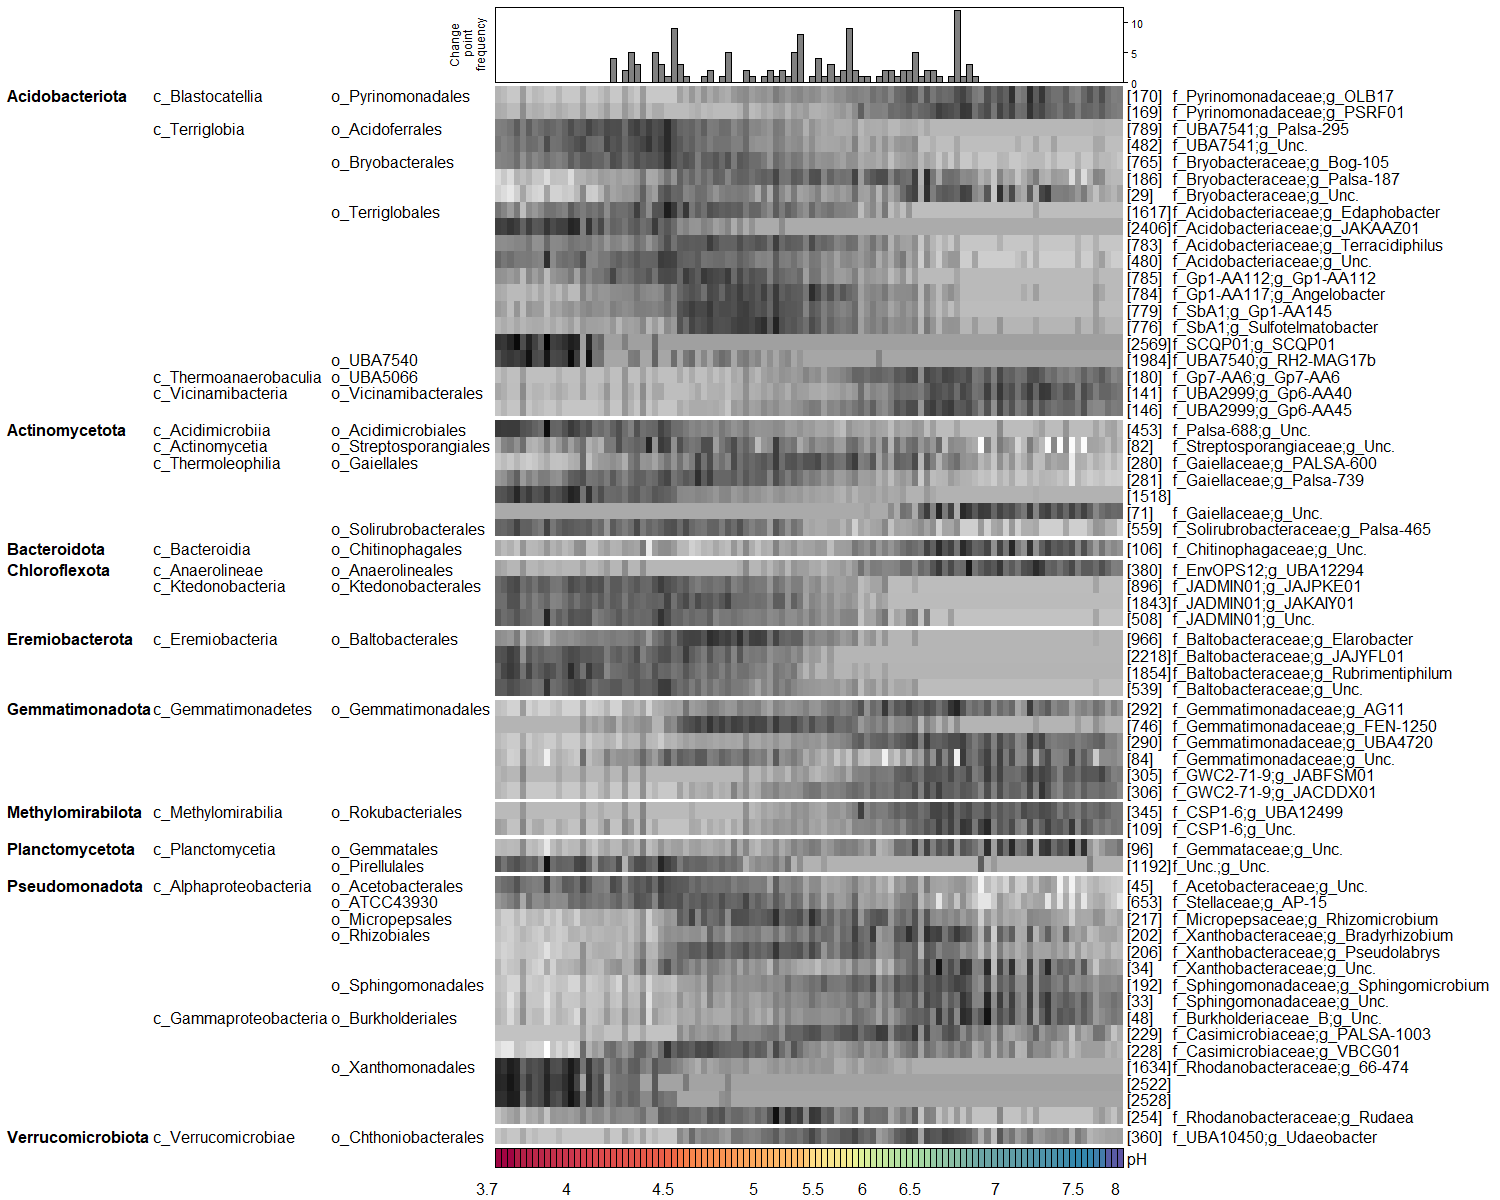 Change
point
frequency
10
5
0
Acidobacteriota c_Blastocatellia o_Pyrinomonadales [170] f_Pyrinomonadaceae;g_OLB17
[169] f_Pyrinomonadaceae;g_PSRF01
c_Terriglobia o_Acidoferrales [789] f_UBA7541;g_Palsa-295
[482] f_UBA7541;g_Unc.
o_Bryobacterales [765] f_Bryobacteraceae;g_Bog-105
[186] f_Bryobacteraceae;g_Palsa-187
[29] f_Bryobacteraceae;g_Unc.
o_Terriglobales [1617] f_Acidobacteriaceae;g_Edaphobacter
[2406] f_Acidobacteriaceae;g_JAKAAZ01
[783] f_Acidobacteriaceae;g_Terracidiphilus
[480] f_Acidobacteriaceae;g_Unc.
[785] f_Gp1-AA112;g_Gp1-AA112
[784] f_Gp1-AA117;g_Angelobacter
[779] f_SbA1;g_Gp1-AA145
[776] f_SbA1;g_Sulfotelmatobacter
[2569] f_SCQP01;g_SCQP01
o_UBA7540 [1984] f_UBA7540;g_RH2-MAG17b
c_Thermoanaerobaculia o_UBA5066 [180] f_Gp7-AA6;g_Gp7-AA6
c_Vicinamibacteria o_Vicinamibacterales [141] f_UBA2999;g_Gp6-AA40
[146] f_UBA2999;g_Gp6-AA45
Actinomycetota c_Acidimicrobiia o_Acidimicrobiales [453] f_Palsa-688;g_Unc.
c_Actinomycetia o_Streptosporangiales [82] f_Streptosporangiaceae;g_Unc.
c_Thermoleophilia o_Gaiellales [280] f_Gaiellaceae;g_PALSA-600
[281] f_Gaiellaceae;g_Palsa-739
[1518]
[71] f_Gaiellaceae;g_Unc.
o_Solirubrobacterales [559] f_Solirubrobacteraceae;g_Palsa-465
Bacteroidota c_Bacteroidia o_Chitinophagales [106] f_Chitinophagaceae;g_Unc.
Chloroflexota c_Anaerolineae o_Anaerolineales [380] f_EnvOPS12;g_UBA12294
c_Ktedonobacteria o_Ktedonobacterales [896] f_JADMIN01;g_JAJPKE01
[1843] f_JADMIN01;g_JAKAIY01
[508] f_JADMIN01;g_Unc.
Eremiobacterota c_Eremiobacteria o_Baltobacterales [966] f_Baltobacteraceae;g_Elarobacter
[2218] f_Baltobacteraceae;g_JAJYFL01
[1854] f_Baltobacteraceae;g_Rubrimentiphilum
[539] f_Baltobacteraceae;g_Unc.
Gemmatimonadota c_Gemmatimonadetes o_Gemmatimonadales [292] f_Gemmatimonadaceae;g_AG11
[746] f_Gemmatimonadaceae;g_FEN-1250
[290] f_Gemmatimonadaceae;g_UBA4720
[84] f_Gemmatimonadaceae;g_Unc.
[305] f_GWC2-71-9;g_JABFSM01
[306] f_GWC2-71-9;g_JACDDX01
Methylomirabilota c_Methylomirabilia o_Rokubacteriales [345] f_CSP1-6;g_UBA12499
[109] f_CSP1-6;g_Unc.
Planctomycetota c_Planctomycetia o_Gemmatales [96] f_Gemmataceae;g_Unc.
o_Pirellulales [1192] f_Unc.;g_Unc.
Pseudomonadota c_Alphaproteobacteria o_Acetobacterales [45] f_Acetobacteraceae;g_Unc.
o_ATCC43930 [653] f_Stellaceae;g_AP-15
o_Micropepsales [217] f_Micropepsaceae;g_Rhizomicrobium
o_Rhizobiales [202] f_Xanthobacteraceae;g_Bradyrhizobium
[206] f_Xanthobacteraceae;g_Pseudolabrys
[34] f_Xanthobacteraceae;g_Unc.
o_Sphingomonadales [192] f_Sphingomonadaceae;g_Sphingomicrobium
[33] f_Sphingomonadaceae;g_Unc.
c_Gammaproteobacteria o_Burkholderiales [48] f_Burkholderiaceae_B;g_Unc.
[229] f_Casimicrobiaceae;g_PALSA-1003
[228] f_Casimicrobiaceae;g_VBCG01
o_Xanthomonadales [1634] f_Rhodanobacteraceae;g_66-474
[2522]
[2528]
[254] f_Rhodanobacteraceae;g_Rudaea
Verrucomicrobiota c_Verrucomicrobiae o_Chthoniobacterales [360] f_UBA10450;g_Udaeobacter
pH
3.7 4 4.5 5 5.5 6 6.5 7 7.5 8